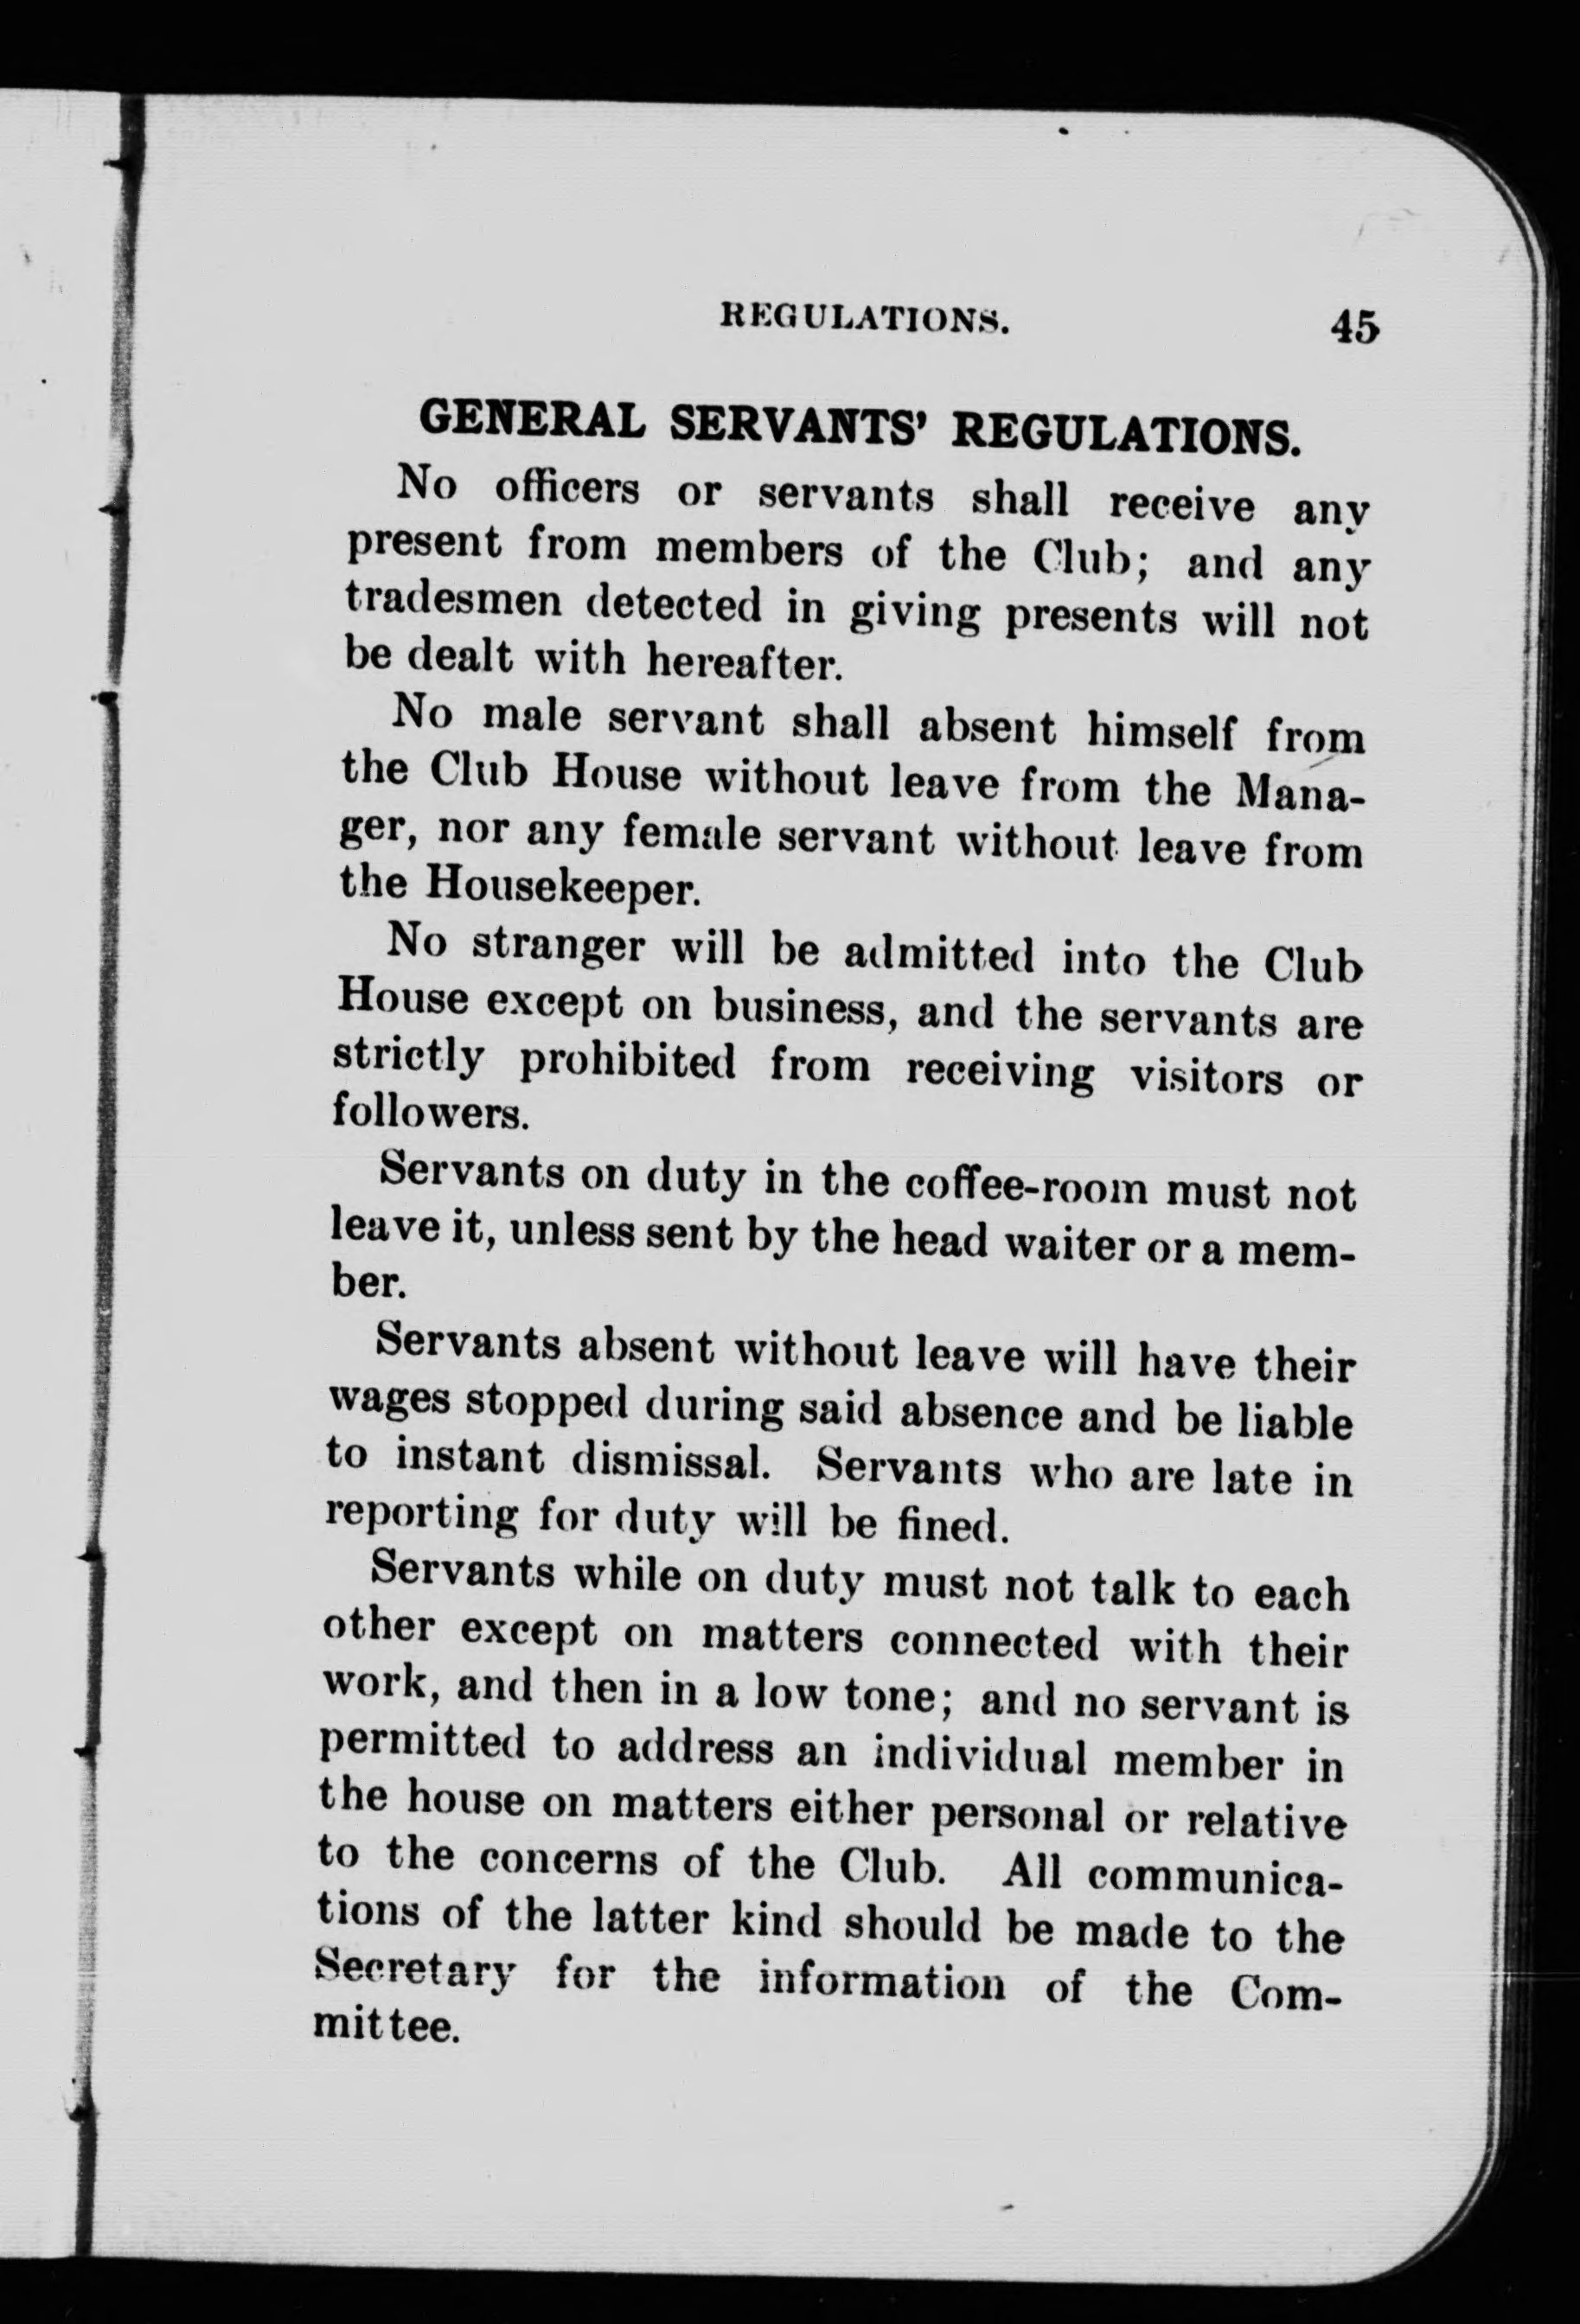 REGULATIONS. 45
GENERAL SERVANTS' REGULATIONS.
No officers or servants shall receive any
present from members of the Club; and any
tradesmen detected in giving presents will not
be dealt with hereafter.
No male servant shall absent himself from
the Club House without leave from the Mana-
ger, nor any female servant without leave from
the Housekeeper.
No stranger will be admitted into the Club
House except on business, and the servants are
strictly prohibited from receiving visitors or
followers.
Servants on duty in the coffee-room must not
leave it, unless sent by the head waiter or a mem-
ber.
Servants absent without leave will have their
wages stopped during said absence and be liable
to instant dismissal. Servants who are late in
reporting for duty will be fined.
Servants while on duty must not talk to each
other except on matters connected with their
work, and then in a low tone; and no servant is
permitted to address an individual member in
the house on matters either personal or relative
to the concerns of the Club. All communica-
tions of the latter kind should be made to the
Secretary for the information of the Com-
mittee.